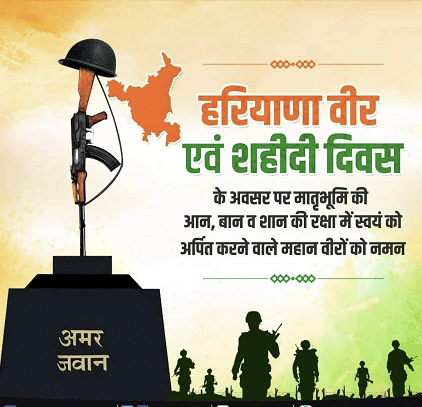 हरियाणा वीर
एवं शहीदी दिवस
के अवसर पर मातृभूमि की
आन, बान व शान की रक्षा में स्वयं को
अर्पित करने वाले महान वीरों को नमन
अमर
जवान